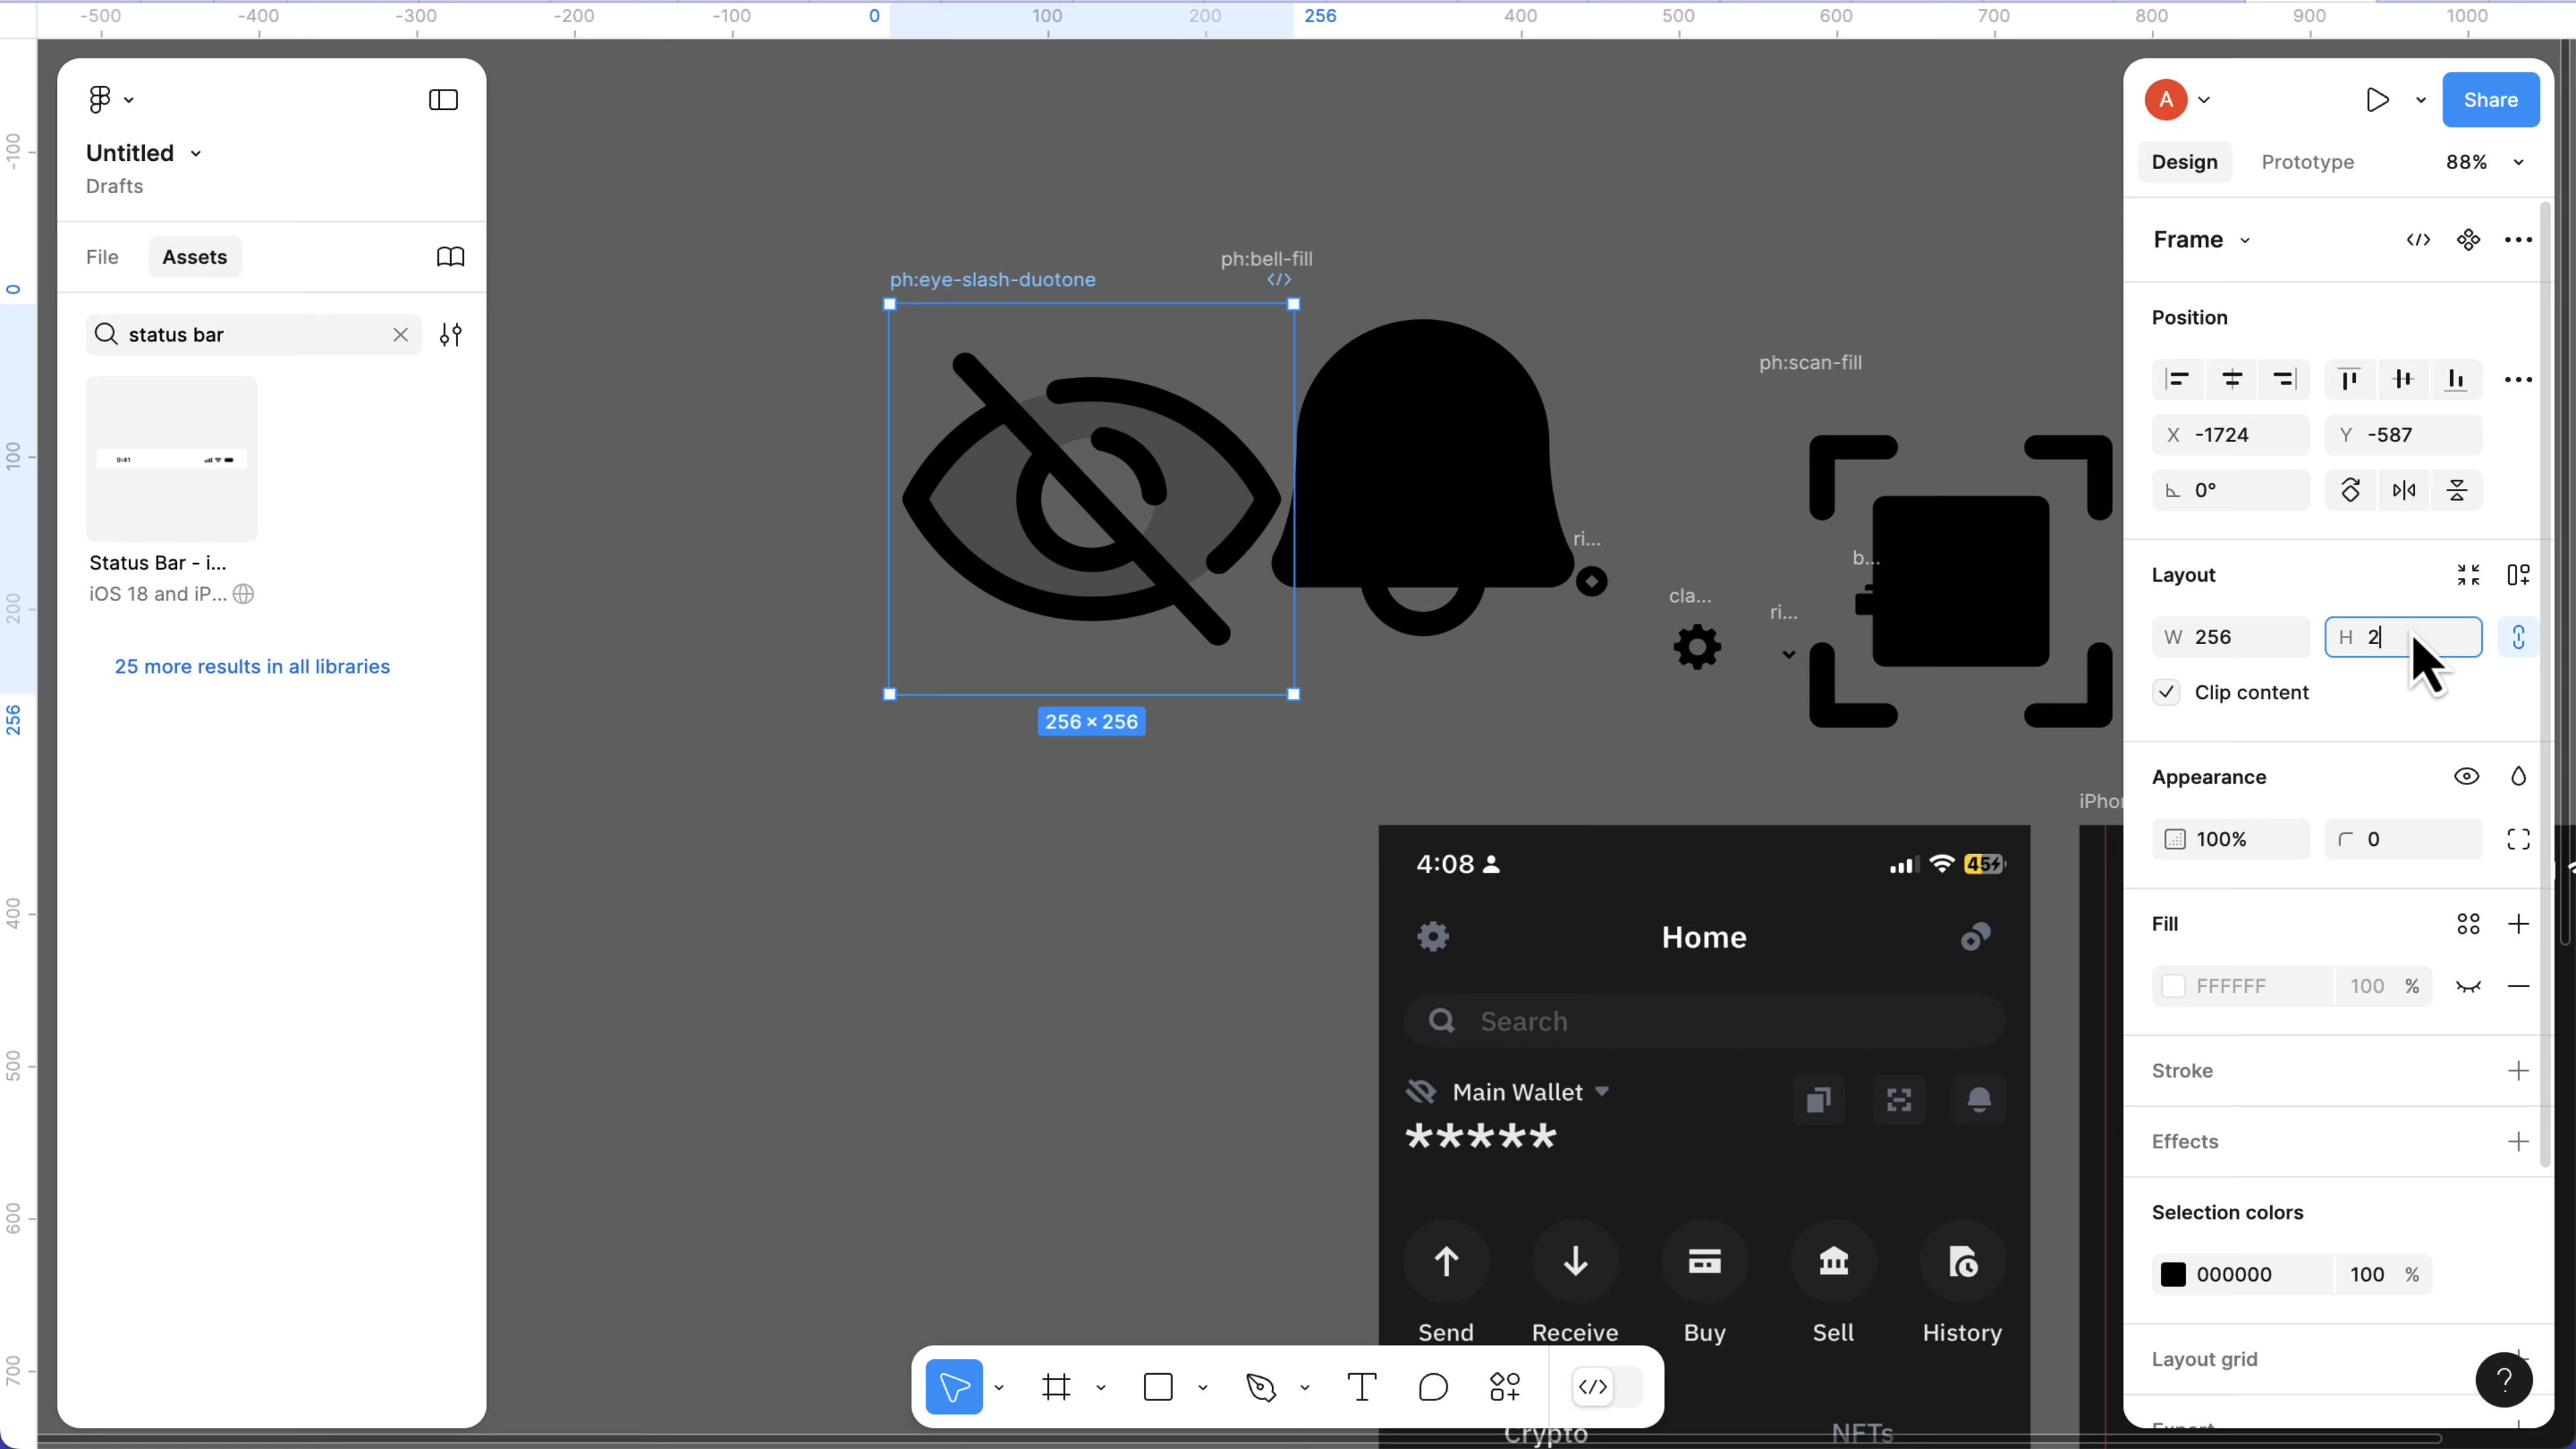 -500 -400 -300 -200 -100 0 100 200 256 400 500 600 700 800 900 1000
-100
0
100
200
256
400
500
600
700
Untitled
Drafts
File
Assets
status bar
9:41
Status Bar - i...
iOS 18 and iP...
25 more results in all libraries
ph:bell-fill
ph:eye-slash-duotone
256 × 256
ph:scan-fill
ri...
b...
cla...
ri...
iPho
4:08
45
Home
Search
Main Wallet
*****
Send
Receive
Buy
Sell
History
Crypto
NFTs
A
Share
Design
Prototype
88%
Frame
Position
X -1724
Y -587
0°
Layout
W 256
H 2
Clip content
Appearance
100%
0
Fill
FFFFFF 100 %
Stroke
Effects
Selection colors
000000 100 %
Layout grid
?
Export